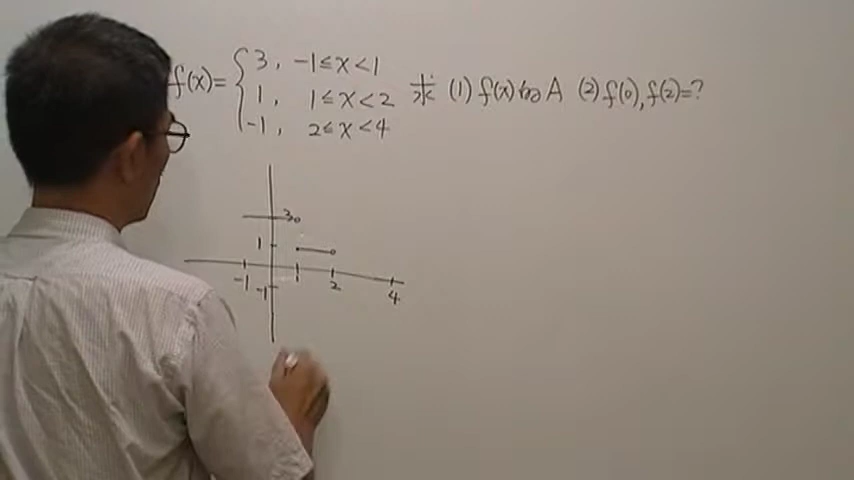 f(x)= { 3, -1≤x<1
1, 1≤x<2 求 (1) f(x) 的 A (2) f(0), f(2)=?
-1, 2≤x<4
3
1
-1 1 2 4
-1